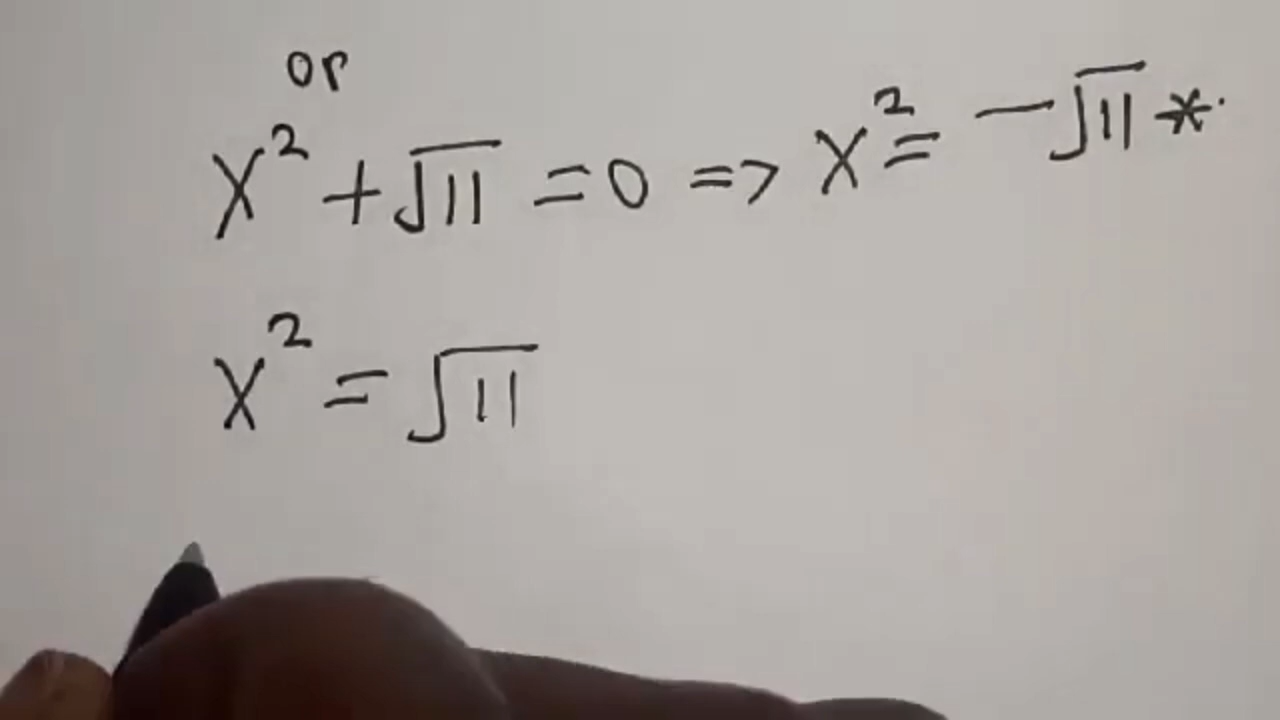 or
x² + √11 = 0 => x² = -√11 *.
x² = √11